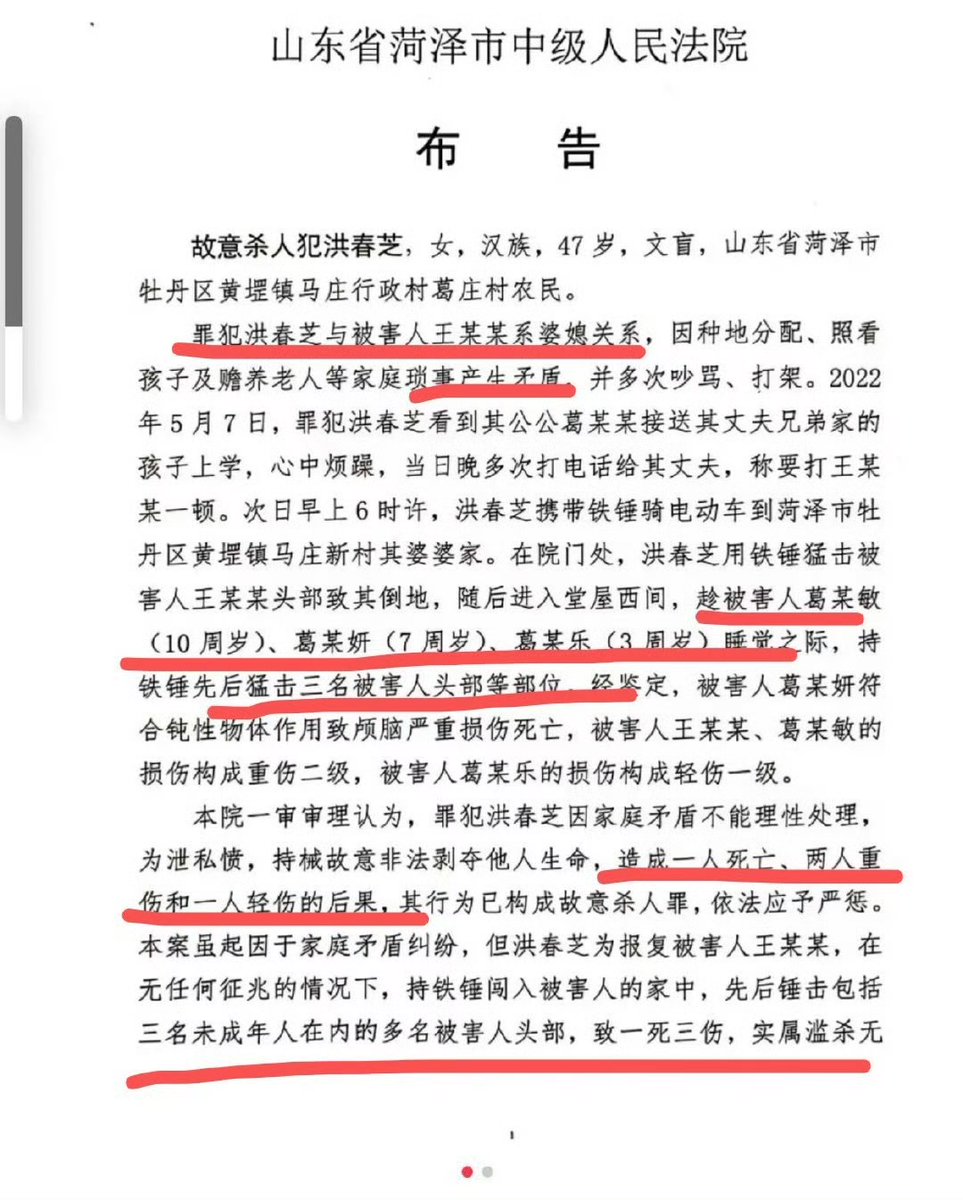 山东省菏泽市中级人民法院
布 告
故意杀人犯洪春芝，女，汉族，47 岁，文盲，山东省菏泽市
牡丹区黄堽镇马庄行政村葛庄村农民。
罪犯洪春芝与被害人王某某系婆媳关系，因种地分配、照看
孩子及赡养老人等家庭琐事产生矛盾，并多次吵骂、打架。2022
年 5 月 7 日，罪犯洪春芝看到其公公葛某某接送其丈夫兄弟家的
孩子上学，心中烦躁，当日晚多次打电话给其丈夫，称要打王某
某一顿。次日早上 6 时许，洪春芝携带铁锤骑电动车到菏泽市牡
丹区黄堽镇马庄新村其婆婆家。在院门处，洪春芝用铁锤猛击被
害人王某某头部致其倒地，随后进入堂屋西间，趁被害人葛某敏
（10 周岁）、葛某妍（7 周岁）、葛某乐（3 周岁）睡觉之际，持
铁锤先后猛击三名被害人头部等部位。经鉴定，被害人葛某妍符
合钝性物体作用致颅脑严重损伤死亡，被害人王某某、葛某敏的
损伤构成重伤二级，被害人葛某乐的损伤构成轻伤一级。
本院一审审理认为，罪犯洪春芝因家庭矛盾不能理性处理，
为泄私愤，持械故意非法剥夺他人生命，造成一人死亡、两人重
伤和一人轻伤的后果，其行为已构成故意杀人罪，依法应予严惩。
本案虽起因于家庭矛盾纠纷，但洪春芝为报复被害人王某某，在
无任何征兆的情况下，持铁锤闯入被害人的家中，先后锤击包括
三名未成年人在内的多名被害人头部，致一死三伤，实属滥杀无
1